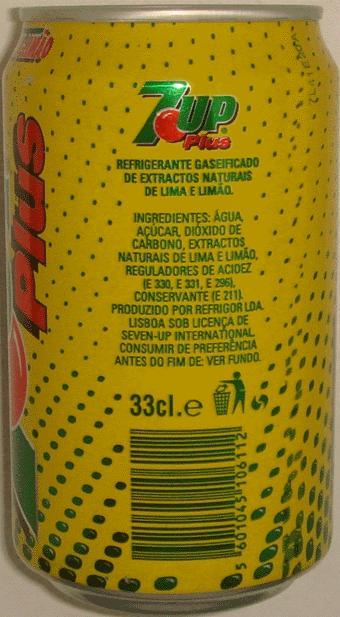 7UP
Plus
REFRIGERANTE GASEIFICADO
DE EXTRACTOS NATURAIS
DE LIMA E LIMÃO.
INGREDIENTES: ÁGUA,
AÇÚCAR, DIÓXIDO DE
CARBONO, EXTRACTOS
NATURAIS DE LIMA E LIMÃO,
REGULADORES DE ACIDEZ
(E 330, E 331, E 296),
CONSERVANTE (E 211).
PRODUZIDO POR REFRIGOR LDA.
LISBOA SOB LICENÇA DE
SEVEN-UP INTERNATIONAL.
CONSUMIR DE PREFERÊNCIA
ANTES DO FIM DE: VER FUNDO.
33cl.e
5 601045 106112
Plus